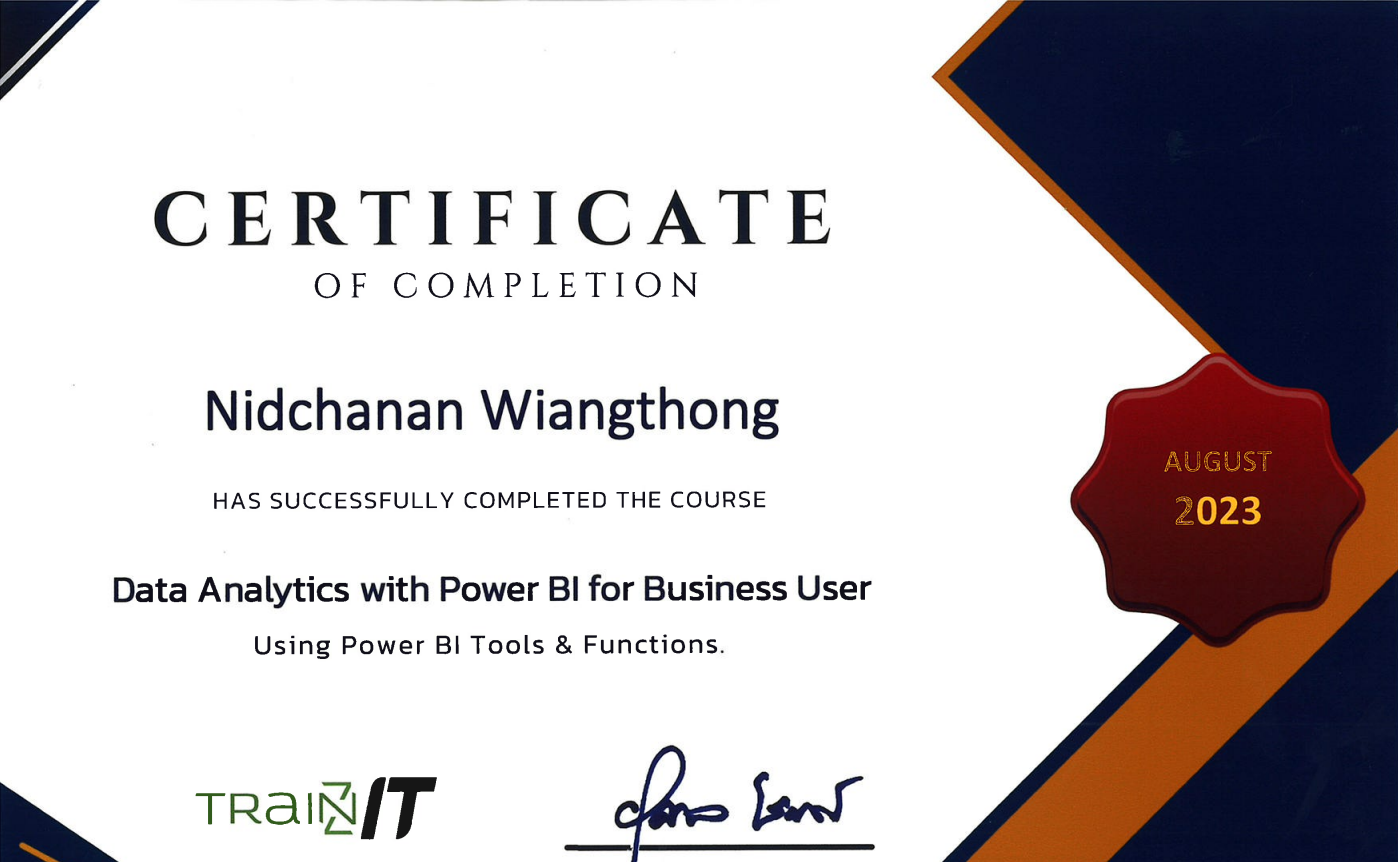 CERTIFICATE
OF COMPLETION
Nidchanan Wiangthong
HAS SUCCESSFULLY COMPLETED THE COURSE
Data Analytics with Power BI for Business User
Using Power BI Tools & Functions.
AUGUST
2023
TRaIN IT